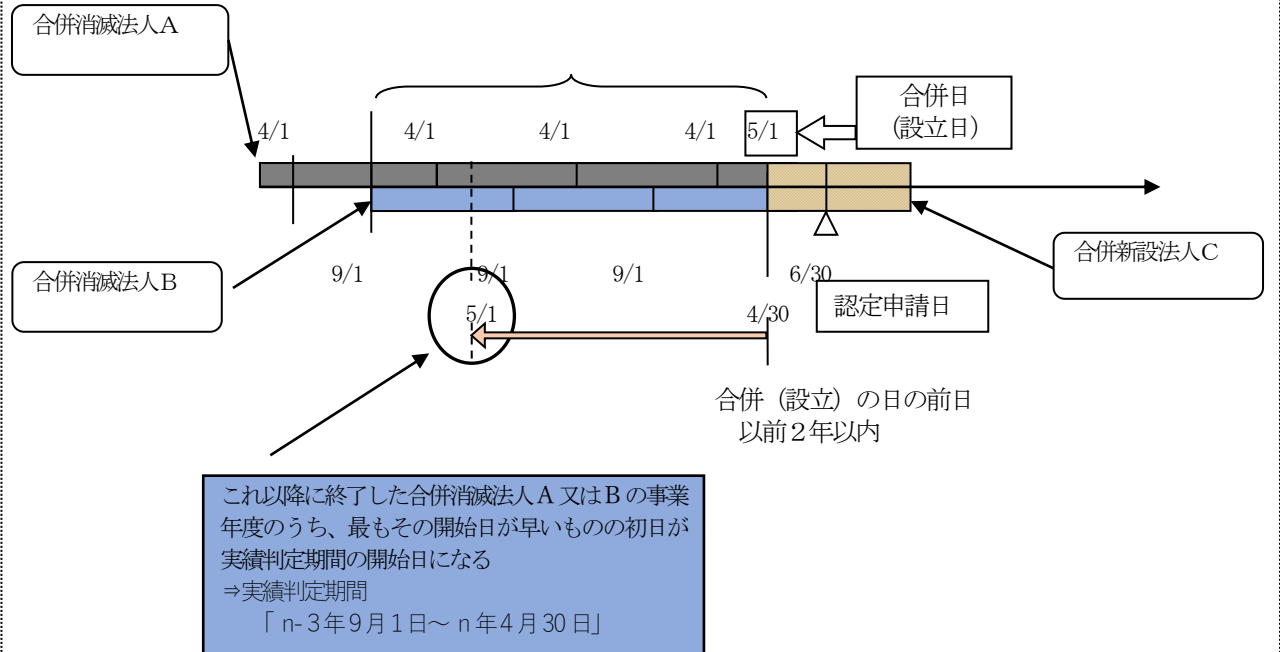 合併消滅法人A
4/1
4/1
4/1
4/1
5/1
合併日
(設立日)
合併消滅法人B
9/1
9/1
9/1
6/30
合併新設法人C
5/1
4/30
認定申請日
合併（設立）の日の前日
以前２年以内
これ以降に終了した合併消滅法人A又はBの事業
年度のうち、最もその開始日が早いものの初日が
実績判定期間の開始日になる
⇒実績判定期間
「n-3年9月1日～n年4月30日」